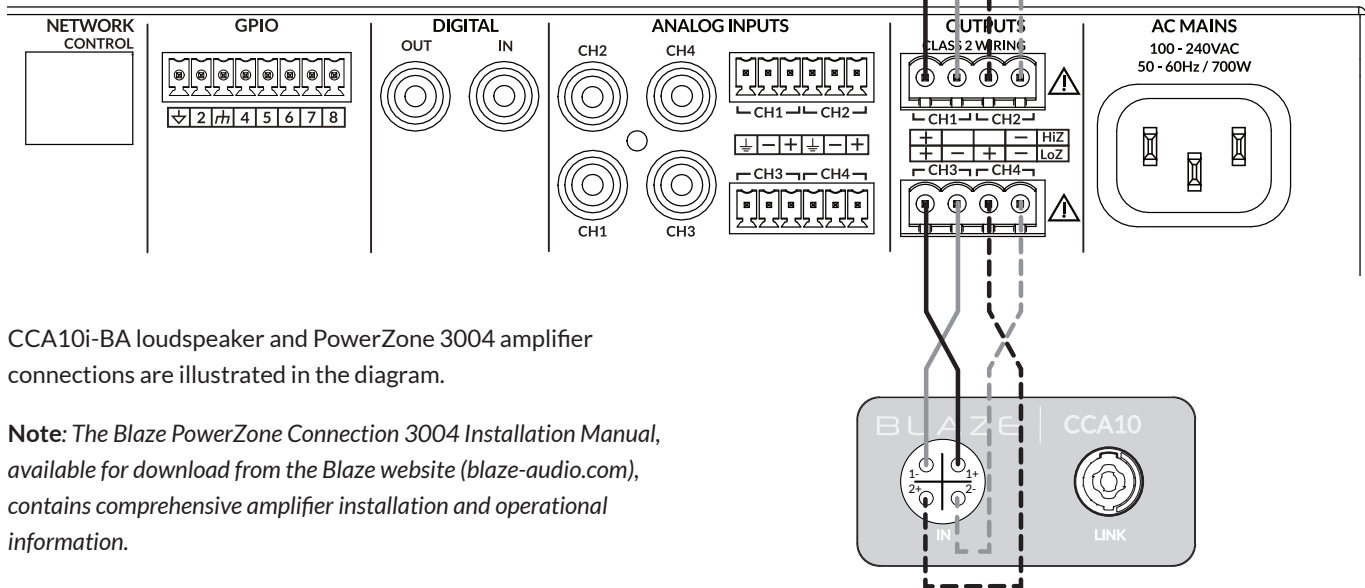 NETWORK
CONTROL
GPIO
2 4 5 6 7 8
DIGITAL
OUT IN
ANALOG INPUTS
CH2 CH4
CH1 CH3
CH1 CH2
- + - +
CH3 CH4
OUTPUTS
CLASS 2 WIRING
CH1 CH2
+ - HiZ
+ - + - LoZ
CH3 CH4
AC MAINS
100 - 240VAC
50 - 60Hz / 700W
CCA10i-BA loudspeaker and PowerZone 3004 amplifier
connections are illustrated in the diagram.
Note: The Blaze PowerZone Connection 3004 Installation Manual,
available for download from the Blaze website (blaze-audio.com),
contains comprehensive amplifier installation and operational
information.
BLAZE CCA10
1- 1+
2+ 2-
IN LINK